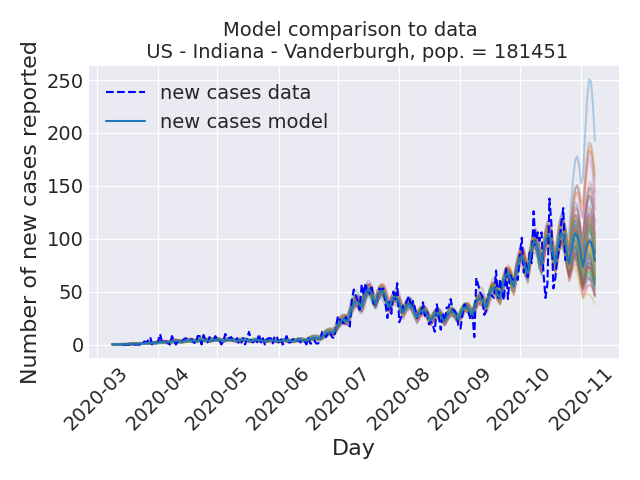 Model comparison to data
US - Indiana - Vanderburgh, pop. = 181451
Number of new cases reported
250
200
150
100
50
0
new cases data
new cases model
2020-03
2020-04
2020-05
2020-06
2020-07
2020-08
2020-09
2020-10
2020-11
Day